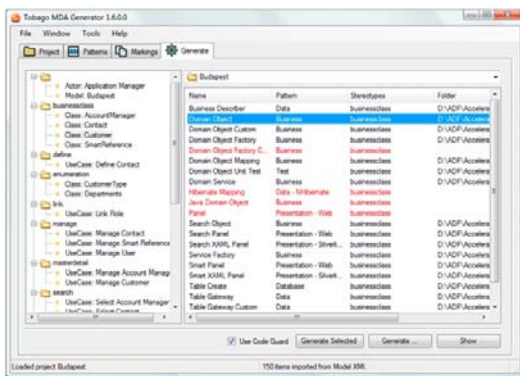 Tobago MDA Generator 1.6.0.0
File Window Tools Help
Project Patterns Markings Generate
Actor: Application Manager
Model: Budapest
businessclass
Class: AccountManager
Class: Contact
Class: Customer
Class: SmartReference
define
UseCase: Define Contact
enumeration
Class: CustomerType
Class: Departments
link
UseCase: Link Role
manage
UseCase: Manage Contact
UseCase: Manage Smart Reference
UseCase: Manage User
masterdetail
UseCase: Manage Account Manag
UseCase: Manage Customer
search
UseCase: Select Account Manager
UseCase: Select Contact
Budapest
Name Pattern Stereotypes Folder
Business Describer Data businessclass D:\ADF\Accelera
Domain Object Business businessclass D:\ADF\Accelera
Domain Object Custom Business businessclass D:\ADF\Accelera
Domain Object Factory Business businessclass D:\ADF\Accelera
Domain Object Factory C... Business businessclass
Domain Object Mapping Business businessclass D:\ADF\Accelera
Domain Object Unit Test Test businessclass D:\ADF\Accelera
Domain Service Business businessclass D:\ADF\Accelera
Hibernate Mapping Data - NHibernate businessclass
Java Domain Object Business businessclass
Panel Presentation - Web businessclass
Search Object Business businessclass D:\ADF\Accelera
Search Panel Presentation - Web businessclass D:\ADF\Accelera
Search XAML Panel Presentation - Silverli... businessclass D:\ADF\Accelera
Service Factory Business businessclass D:\ADF\Accelera
Smart Panel Presentation - Web businessclass D:\ADF\Accelera
Smart XAML Panel Presentation - Silverli... businessclass D:\ADF\Accelera
Table Create Database businessclass D:\ADF\Accelera
Table Gateway Data businessclass D:\ADF\Accelera
Table Gateway Custom Data businessclass D:\ADF\Accelera
Use Code Guard Generate Selected Generate ... Show
Loaded project Budapest 150 items imported from Model XMI.